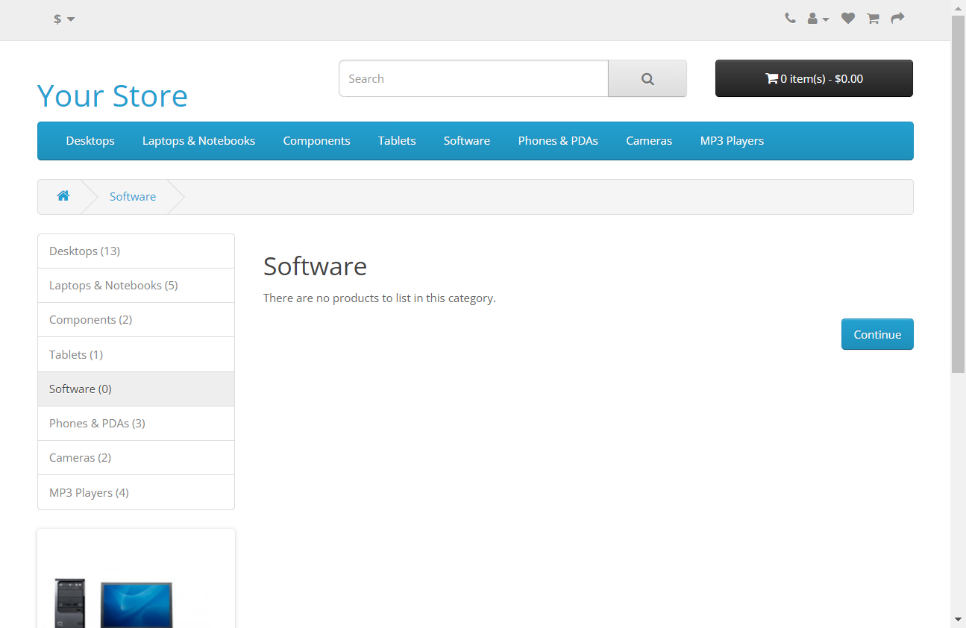 $
Your Store
Search
0 item(s) - $0.00
Desktops
Laptops & Notebooks
Components
Tablets
Software
Phones & PDAs
Cameras
MP3 Players
Software
Desktops (13)
Laptops & Notebooks (5)
Components (2)
Tablets (1)
Software (0)
Phones & PDAs (3)
Cameras (2)
MP3 Players (4)
Software
There are no products to list in this category.
Continue